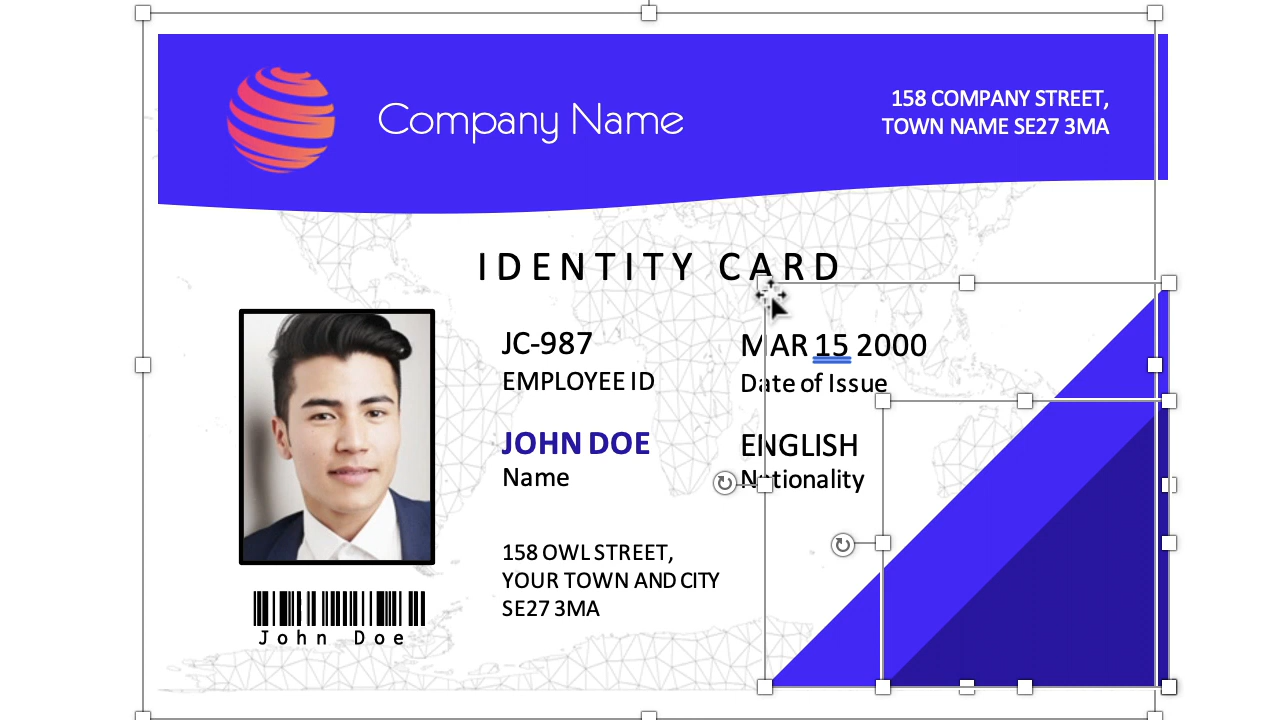 Company Name
158 COMPANY STREET,
TOWN NAME SE27 3MA
IDENTITY CARD
JC-987
EMPLOYEE ID
MAR 15 2000
Date of Issue
JOHN DOE
Name
ENGLISH
Nationality
158 OWL STREET,
YOUR TOWN AND CITY
SE27 3MA
John Doe